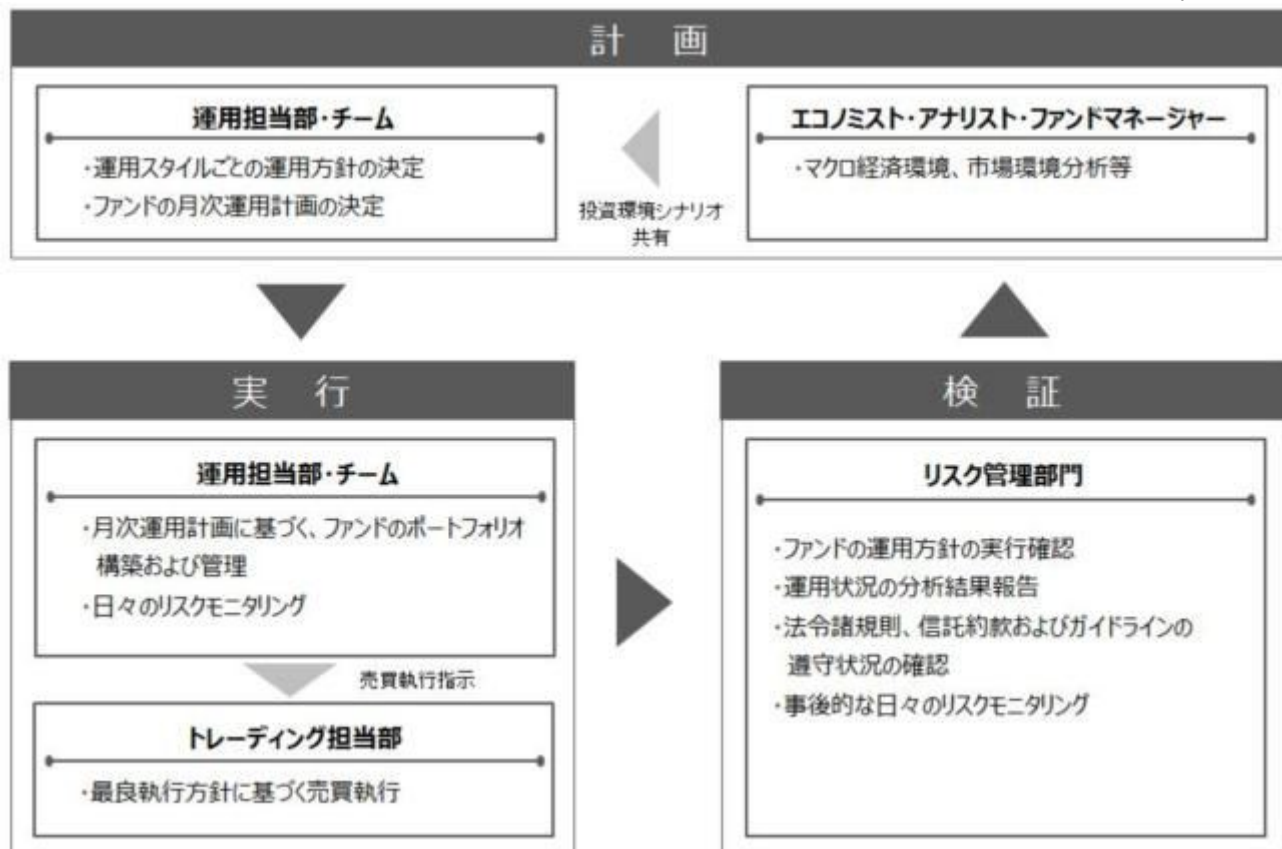 計 画
運用担当部・チーム
・運用スタイルごとの運用方針の決定
・ファンドの月次運用計画の決定
投資環境シナリオ
共有
エコノミスト・アナリスト・ファンドマネージャー
・マクロ経済環境、市場環境分析等
実 行
運用担当部・チーム
・月次運用計画に基づく、ファンドのポートフォリオ
構築および管理
・日々のリスクモニタリング
売買執行指示
トレーディング担当部
・最良執行方針に基づく売買執行
検 証
リスク管理部門
・ファンドの運用方針の実行確認
・運用状況の分析結果報告
・法令諸規則、信託約款およびガイドラインの
遵守状況の確認
・事後的な日々のリスクモニタリング